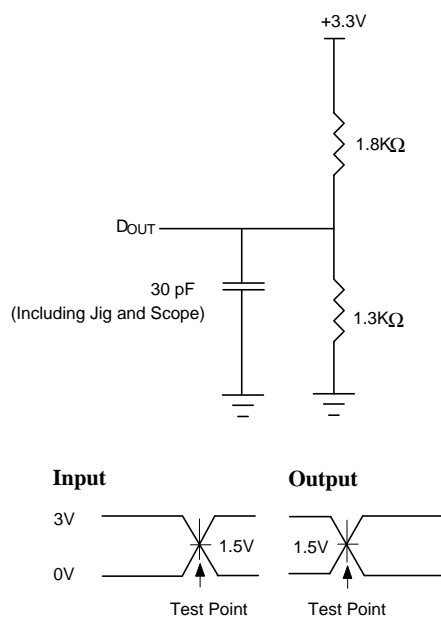 +3.3V
1.8KΩ
DOUT
30 pF
(Including Jig and Scope)
1.3KΩ
Input
Output
3V
1.5V
1.5V
0V
Test Point
Test Point